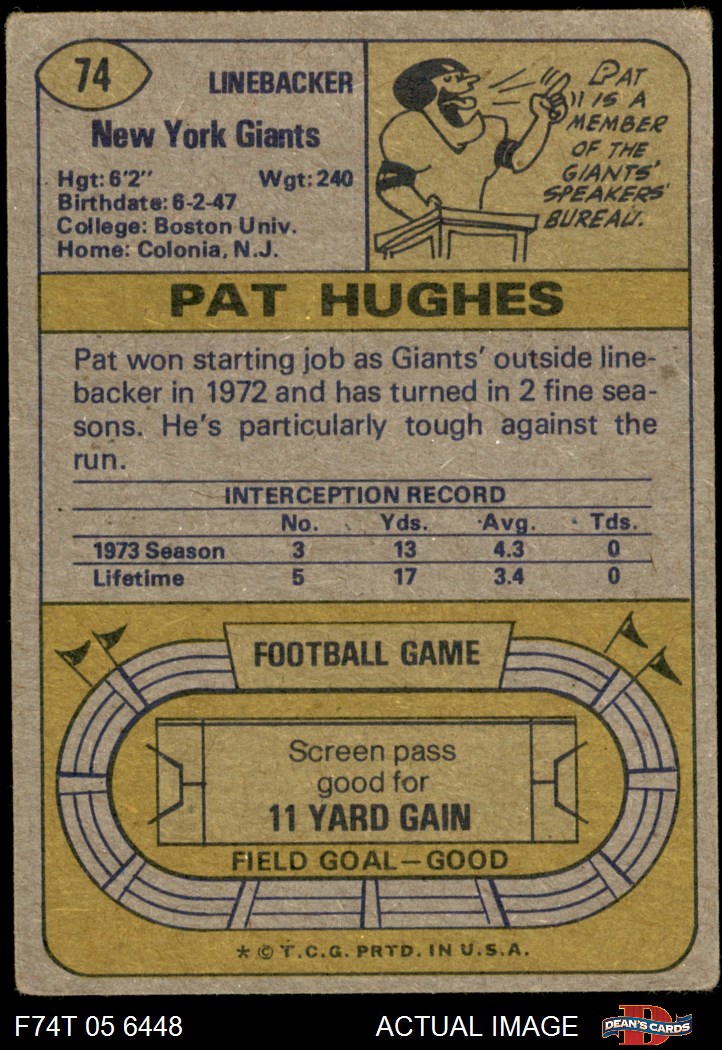 74
LINEBACKER
New York Giants
Hgt: 6'2" Wgt: 240
Birthdate: 6-2-47
College: Boston Univ.
Home: Colonia, N.J.
PAT
IS A
MEMBER
OF THE
GIANTS'
SPEAKERS'
BUREAU.
PAT HUGHES
Pat won starting job as Giants' outside line-
backer in 1972 and has turned in 2 fine sea-
sons. He's particularly tough against the
run.
INTERCEPTION RECORD
No. Yds. Avg. Tds.
1973 Season 3 13 4.3 0
Lifetime 5 17 3.4 0
FOOTBALL GAME
Screen pass
good for
11 YARD GAIN
FIELD GOAL—GOOD
* © T.C.G. PRTD. IN U.S.A.
F74T 05 6448 ACTUAL IMAGE
D
DEAN'S CARDS